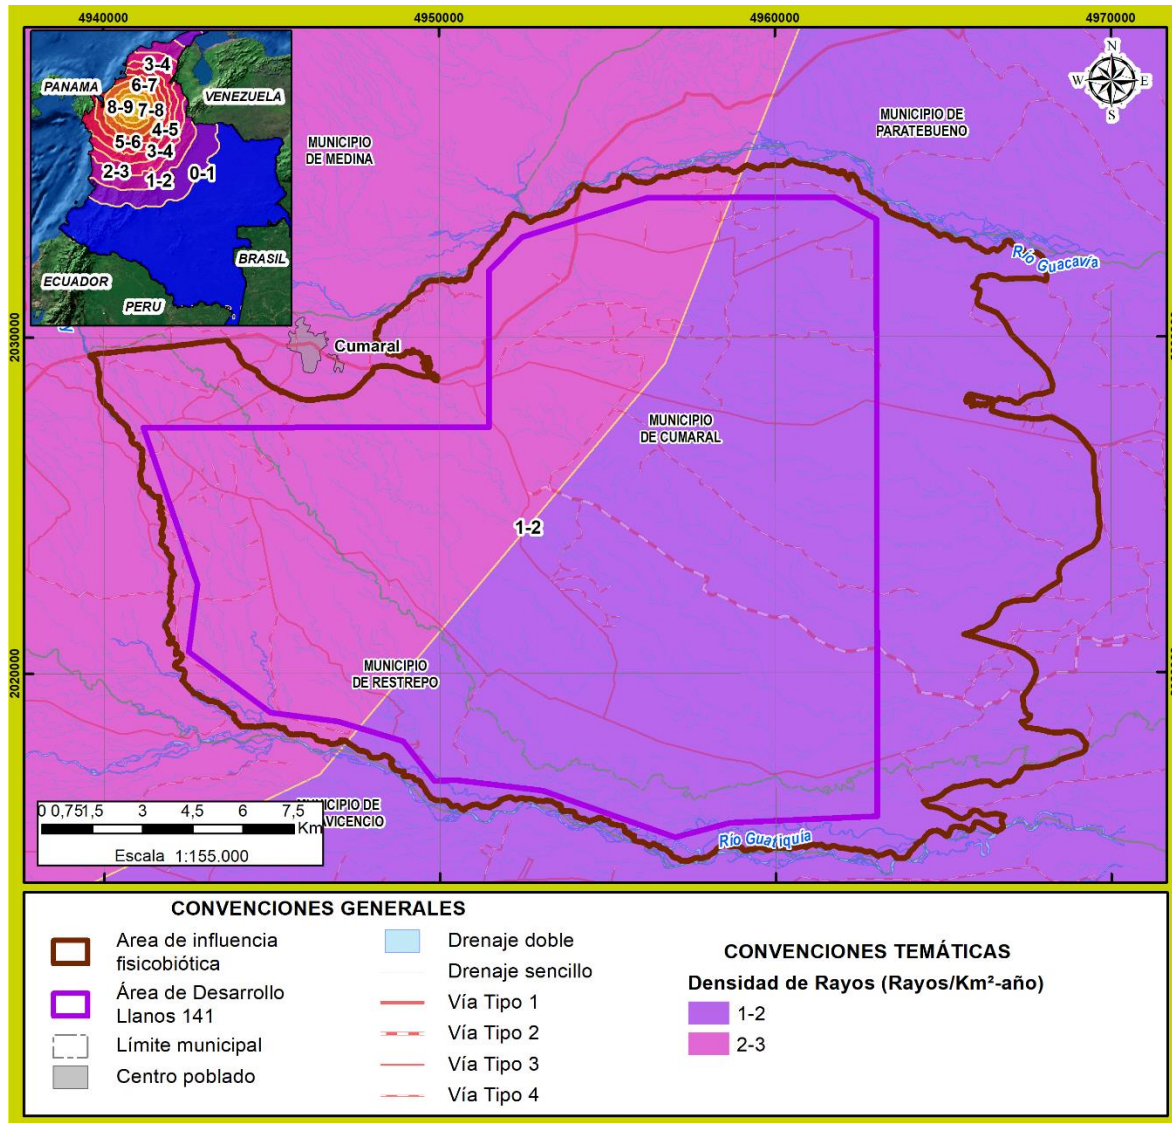 4940000
4950000
4960000
4970000
3-4
6-7
PANAMA
VENEZUELA
8-9
7-8
4-5
5-6
3-4
2-3
1-2
0-1
BRASIL
ECUADOR
PERU
N
W
E
S
MUNICIPIO DE
PARATEBUENO
MUNICIPIO
DE MEDINA
Río Guacavía
2030000
Cumaral
MUNICIPIO
DE CUMARAL
1-2
2020000
MUNICIPIO
DE RESTREPO
MUNICIPIO DE
AVICENCIO
Río Guatiquía
0 0,75 1,5 3 4,5 6 7,5
Km
Escala 1:155.000
CONVENCIONES GENERALES
Area de influencia
fisicobiótica
Área de Desarrollo
Llanos 141
Límite municipal
Centro poblado
Drenaje doble
Drenaje sencillo
Vía Tipo 1
Vía Tipo 2
Vía Tipo 3
Vía Tipo 4
CONVENCIONES TEMÁTICAS
Densidad de Rayos (Rayos/Km²-año)
1-2
2-3